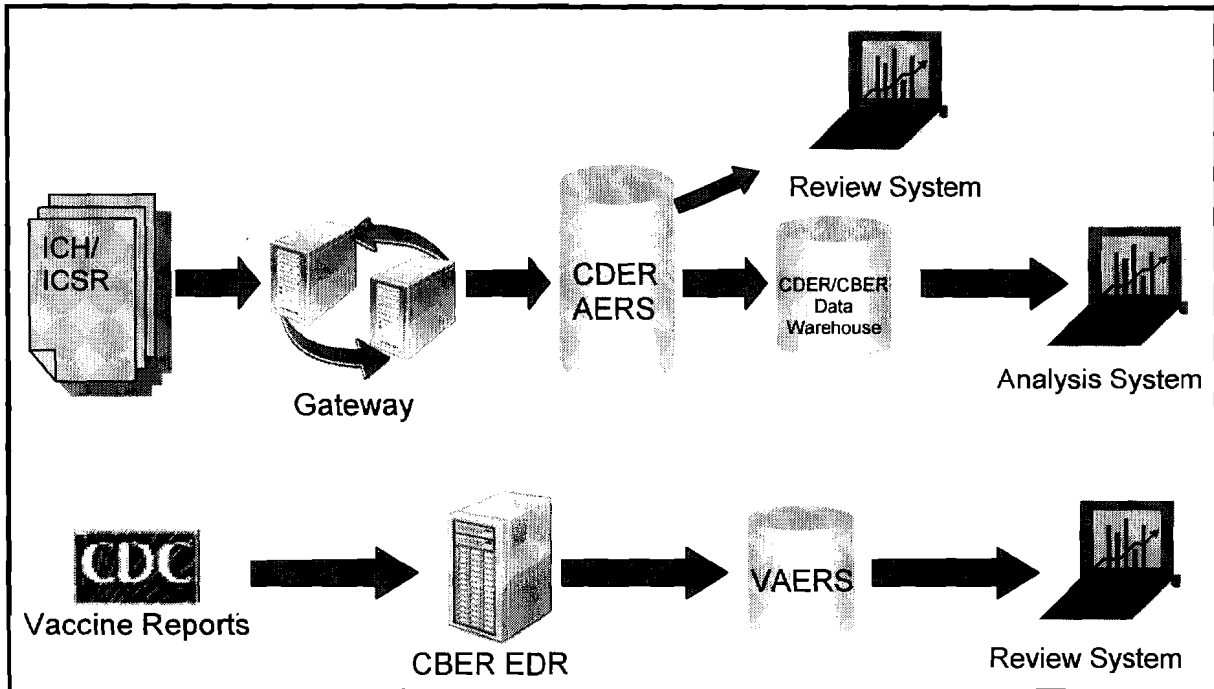 Review System
ICH/
ICSR
CDER
AERS
CDER/CBER
Data
Warehouse
Gateway
Analysis System
CDC
Vaccine Reports
CBER EDR
VAERS
Review System